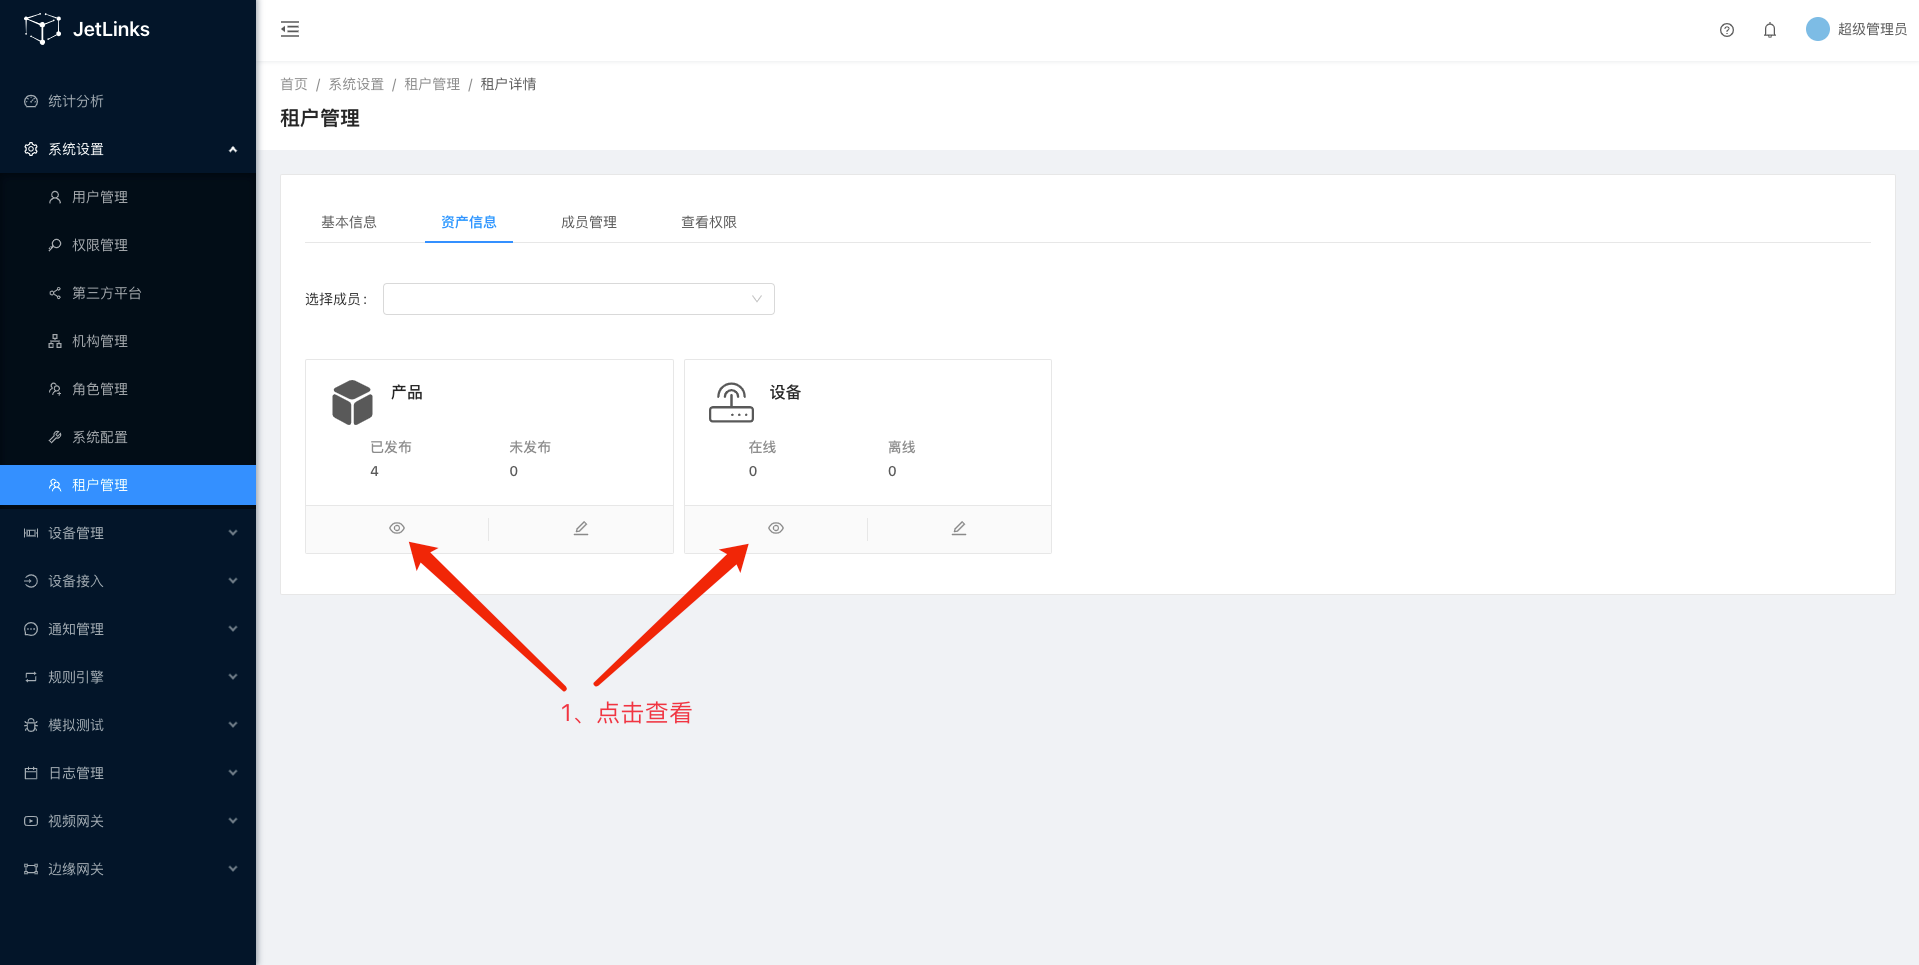 JetLinks
超级管理员
统计分析
系统设置
用户管理
权限管理
第三方平台
机构管理
角色管理
系统配置
租户管理
设备管理
设备接入
通知管理
规则引擎
模拟测试
日志管理
视频网关
边缘网关
首页 / 系统设置 / 租户管理 / 租户详情
租户管理
基本信息 资产信息 成员管理 查看权限
选择成员：
产品
已发布 未发布
4 0
设备
在线 离线
0 0
1、点击查看